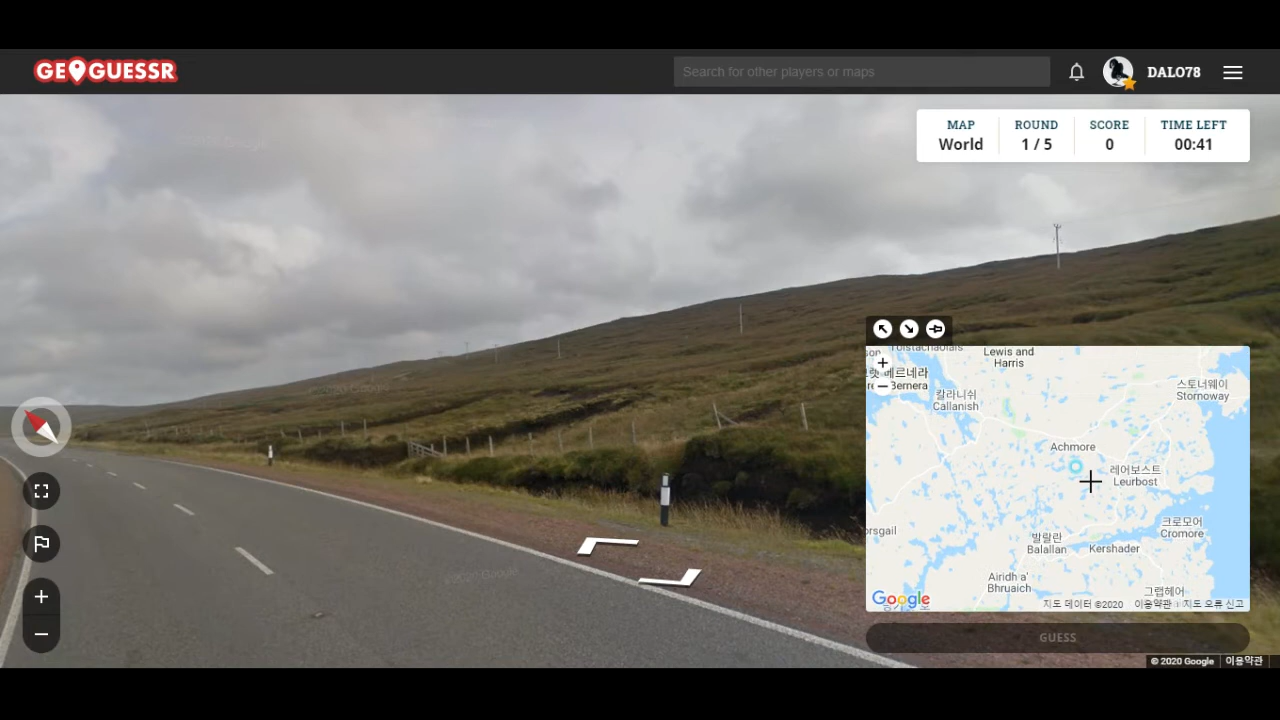 GEOGUESSR
Search for other players or maps
DALO78
MAP
World
ROUND
1 / 5
SCORE
0
TIME LEFT
00:41
Lewis and
Harris
베르네라
Bernera
스토너웨이
Stornoway
칼라니쉬
Callanish
Achmore
레어보스트
Leurbost
orsgail
크로모어
Cromore
발랄란
Balallan
Kershader
Airidh a'
Bhruaich
그랩헤어
Google
지도 데이터 ©2020
이용약관
지도 오류 신고
GUESS
© 2020 Google
이용약관